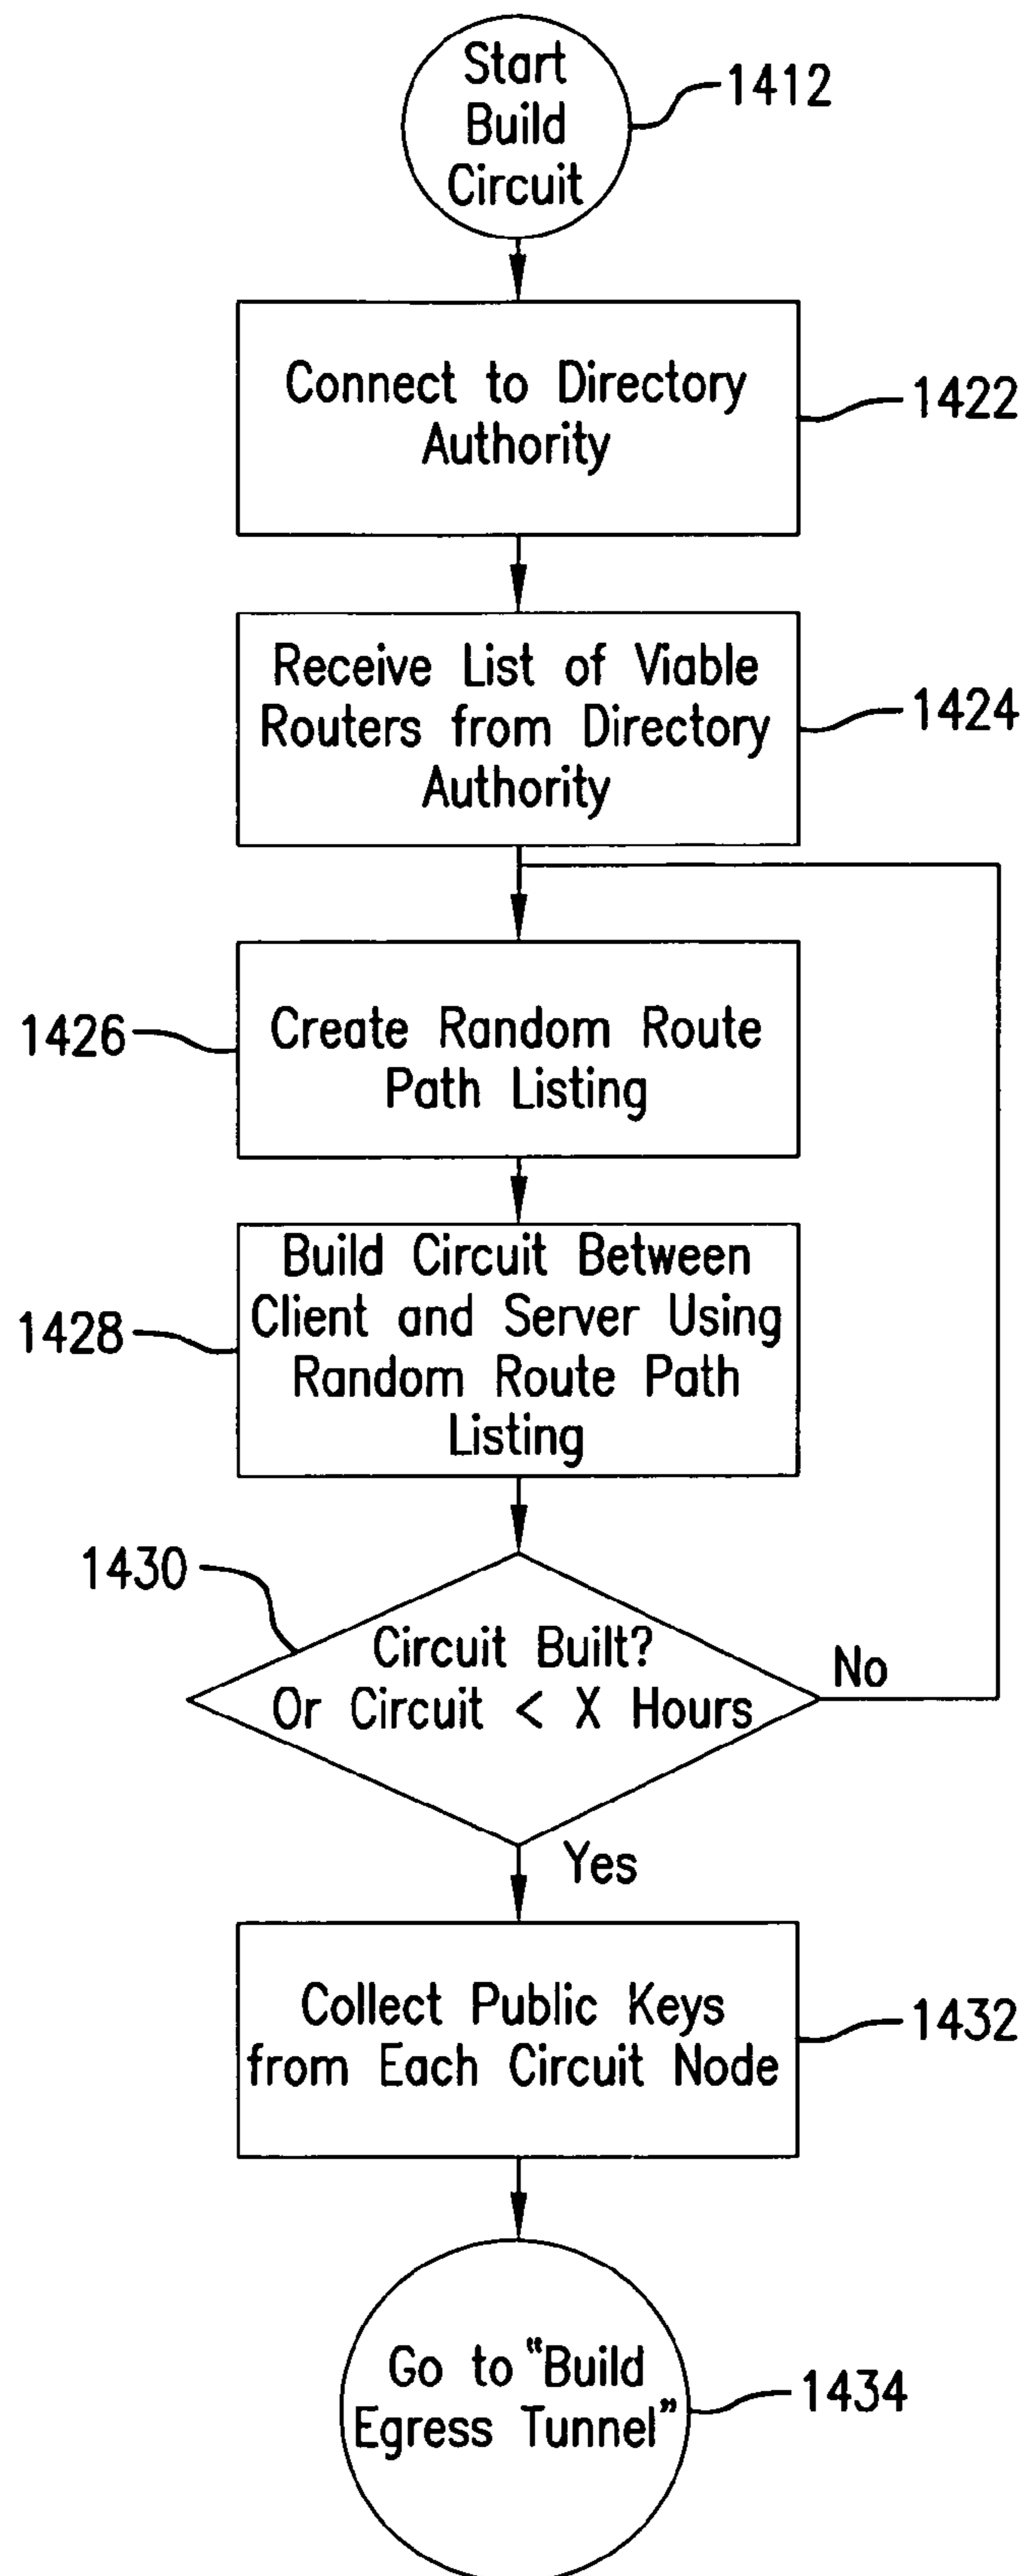 Start
Build
Circuit
1412
Connect to Directory
Authority
1422
Receive List of Viable
Routers from Directory
Authority
1424
1426
Create Random Route
Path Listing
1428
Build Circuit Between
Client and Server Using
Random Route Path
Listing
1430
Circuit Built?
Or Circuit < X Hours
No
Yes
Collect Public Keys
from Each Circuit Node
1432
Go to "Build
Egress Tunnel"
1434